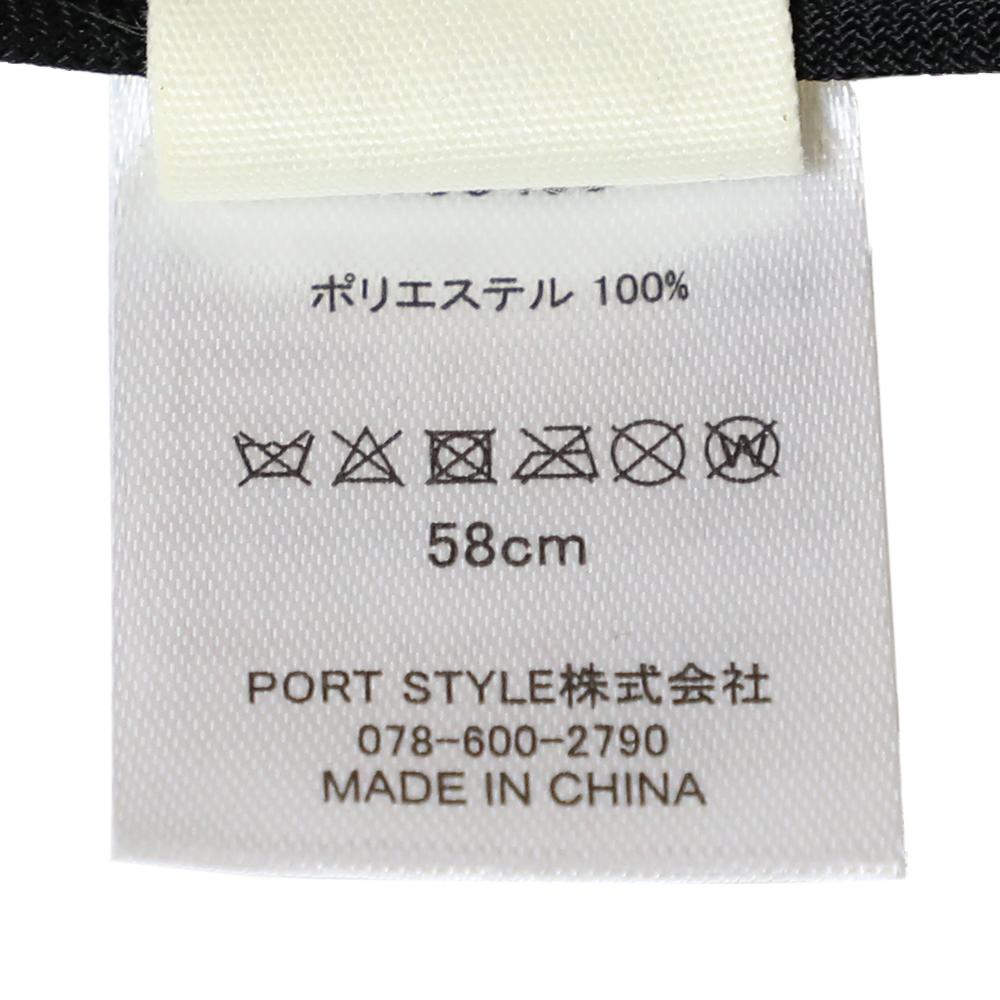 ポリエステル 100%
58cm
PORT STYLE株式会社
078-600-2790
MADE IN CHINA